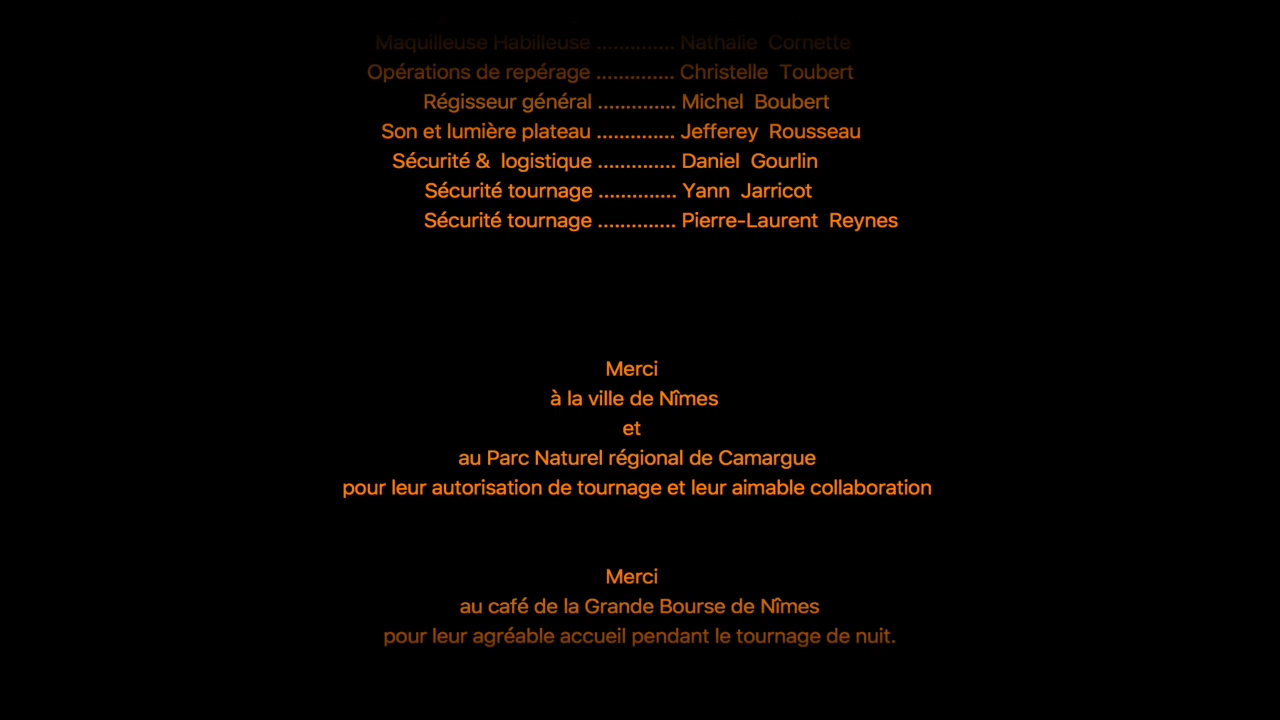 Maquilleuse Habilleuse .............. Nathalie Cornette
Opérations de repérage .............. Christelle Toubert
Régisseur général .............. Michel Boubert
Son et lumière plateau .............. Jefferey Rousseau
Sécurité & logistique .............. Daniel Gourlin
Sécurité tournage .............. Yann Jarricot
Sécurité tournage .............. Pierre-Laurent Reynes
Merci
à la ville de Nîmes
et
au Parc Naturel régional de Camargue
pour leur autorisation de tournage et leur aimable collaboration
Merci
au café de la Grande Bourse de Nîmes
pour leur agréable accueil pendant le tournage de nuit.